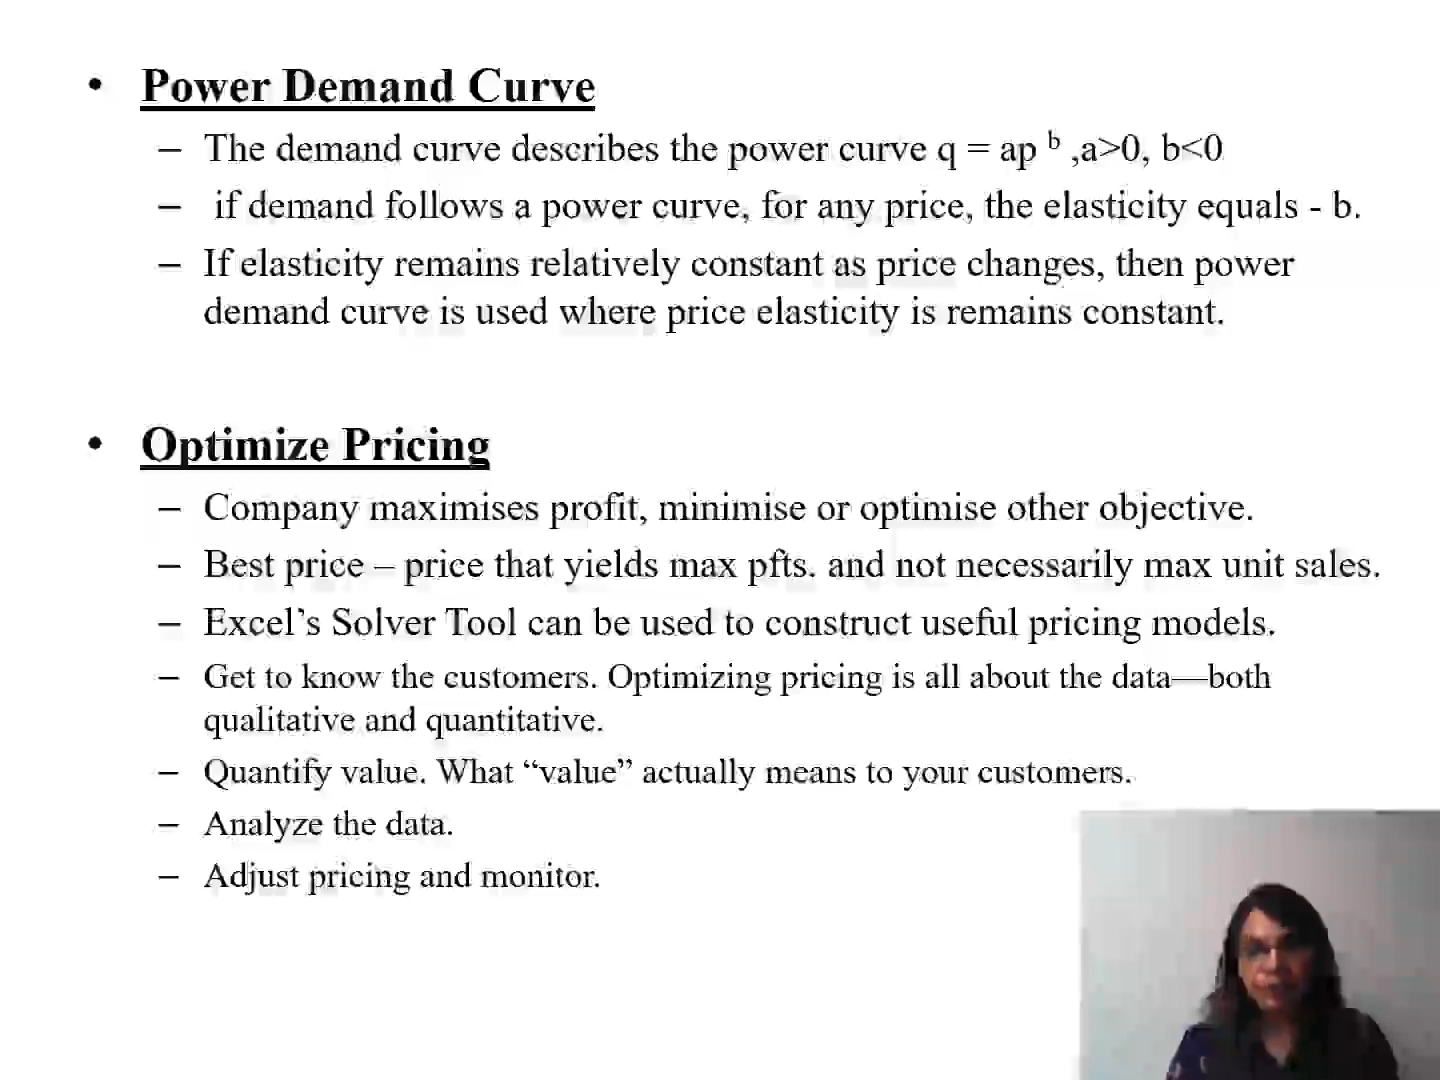 • Power Demand Curve
– The demand curve describes the power curve q = ap ᵇ ,a>0, b<0
– if demand follows a power curve, for any price, the elasticity equals - b.
– If elasticity remains relatively constant as price changes, then power
demand curve is used where price elasticity is remains constant.
• Optimize Pricing
– Company maximises profit, minimise or optimise other objective.
– Best price – price that yields max pfts. and not necessarily max unit sales.
– Excel’s Solver Tool can be used to construct useful pricing models.
– Get to know the customers. Optimizing pricing is all about the data—both
qualitative and quantitative.
– Quantify value. What “value” actually means to your customers.
– Analyze the data.
– Adjust pricing and monitor.